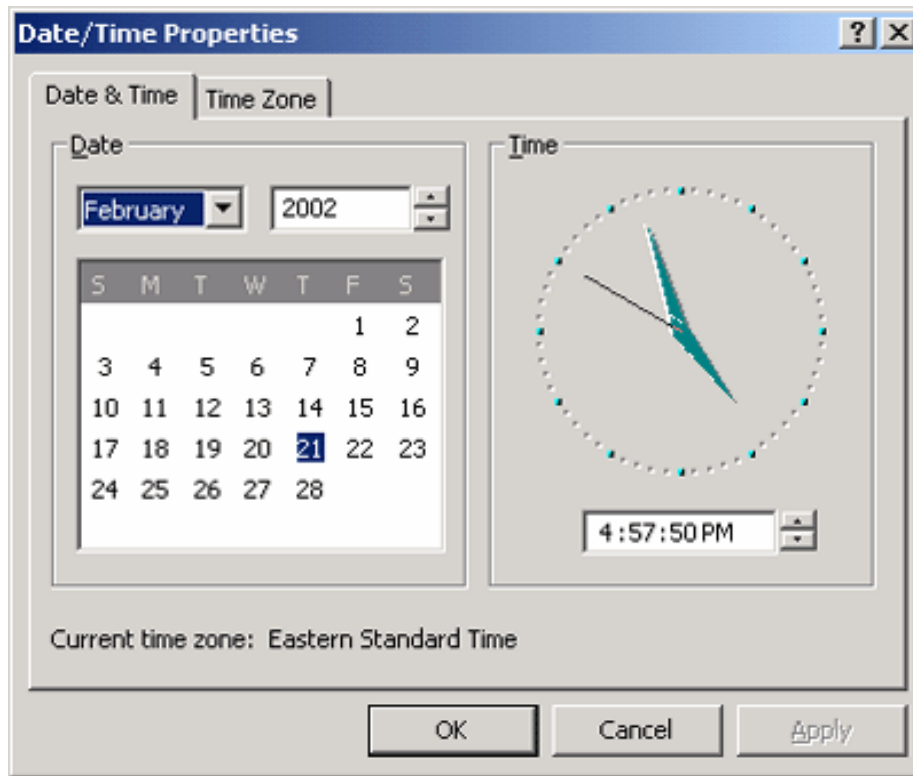 Date/Time Properties
Date & Time Time Zone
Date
February 2002
S M T W T F S
1 2
3 4 5 6 7 8 9
10 11 12 13 14 15 16
17 18 19 20 21 22 23
24 25 26 27 28
Time
4:57:50 PM
Current time zone: Eastern Standard Time
OK Cancel Apply